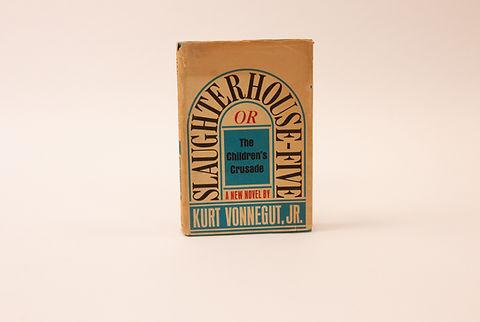 SLAUGHTERHOUSE-FIVE
OR
The
Children's
Crusade
A NEW NOVEL BY
KURT VONNEGUT, JR.